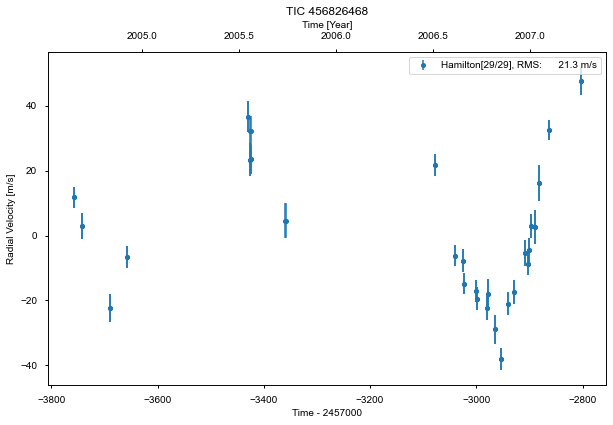 TIC 456826468
Time [Year]
2005.0 2005.5 2006.0 2006.5 2007.0
Hamilton[29/29], RMS: 21.3 m/s
40
20
0
−20
−40
Radial Velocity [m/s]
−3800 −3600 −3400 −3200 −3000 −2800
Time - 2457000